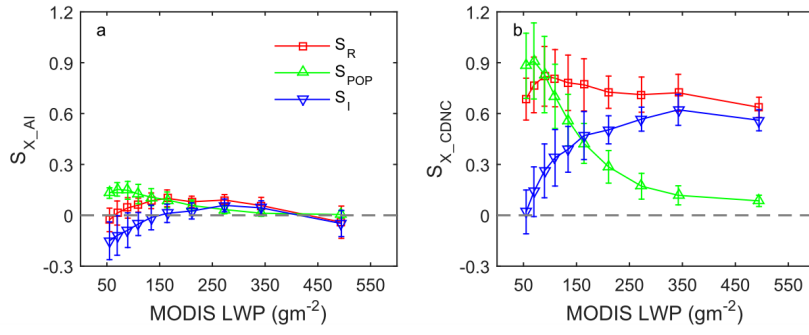 a
S_R
S_POP
S_I
S_X_AI
1.2
0.9
0.6
0.3
0
-0.3
50 150 250 350 450 550
MODIS LWP (gm⁻²)
b
S_X_CDNC
1.2
0.9
0.6
0.3
0
-0.3
50 150 250 350 450 550
MODIS LWP (gm⁻²)